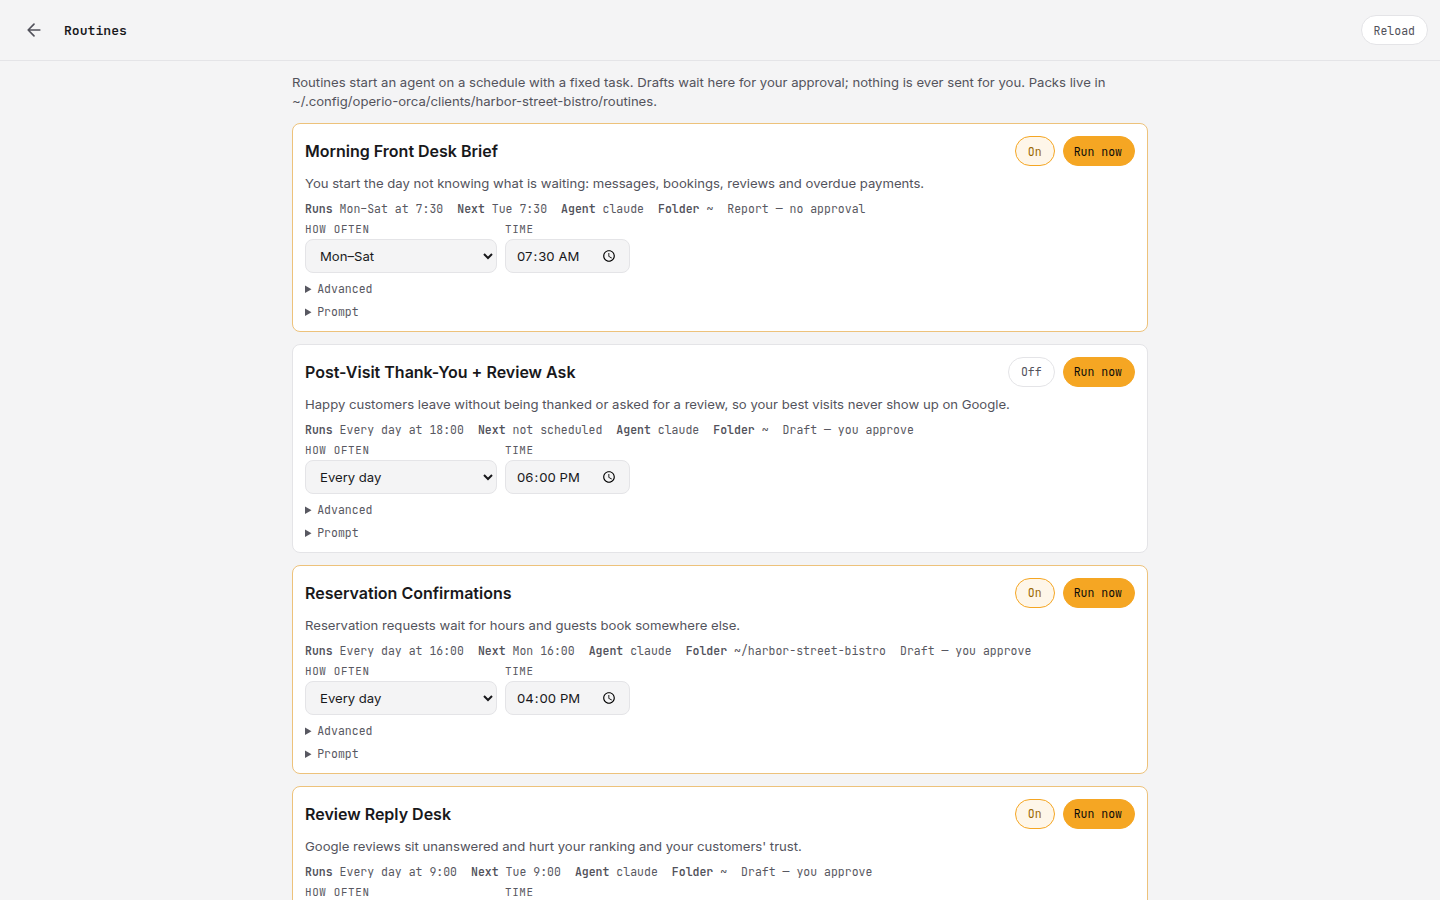 Routines
Reload
Routines start an agent on a schedule with a fixed task. Drafts wait here for your approval; nothing is ever sent for you. Packs live in
~/.config/operio-orca/clients/harbor-street-bistro/routines.
Morning Front Desk Brief
On
Run now
You start the day not knowing what is waiting: messages, bookings, reviews and overdue payments.
Runs Mon–Sat at 7:30 Next Tue 7:30 Agent claude Folder ~ Report — no approval
HOW OFTEN TIME
Mon–Sat 07:30 AM
Advanced
Prompt
Post-Visit Thank-You + Review Ask
Off
Run now
Happy customers leave without being thanked or asked for a review, so your best visits never show up on Google.
Runs Every day at 18:00 Next not scheduled Agent claude Folder ~ Draft — you approve
HOW OFTEN TIME
Every day 06:00 PM
Advanced
Prompt
Reservation Confirmations
On
Run now
Reservation requests wait for hours and guests book somewhere else.
Runs Every day at 16:00 Next Mon 16:00 Agent claude Folder ~/harbor-street-bistro Draft — you approve
HOW OFTEN TIME
Every day 04:00 PM
Advanced
Prompt
Review Reply Desk
On
Run now
Google reviews sit unanswered and hurt your ranking and your customers' trust.
Runs Every day at 9:00 Next Tue 9:00 Agent claude Folder ~ Draft — you approve
HOW OFTEN TIME